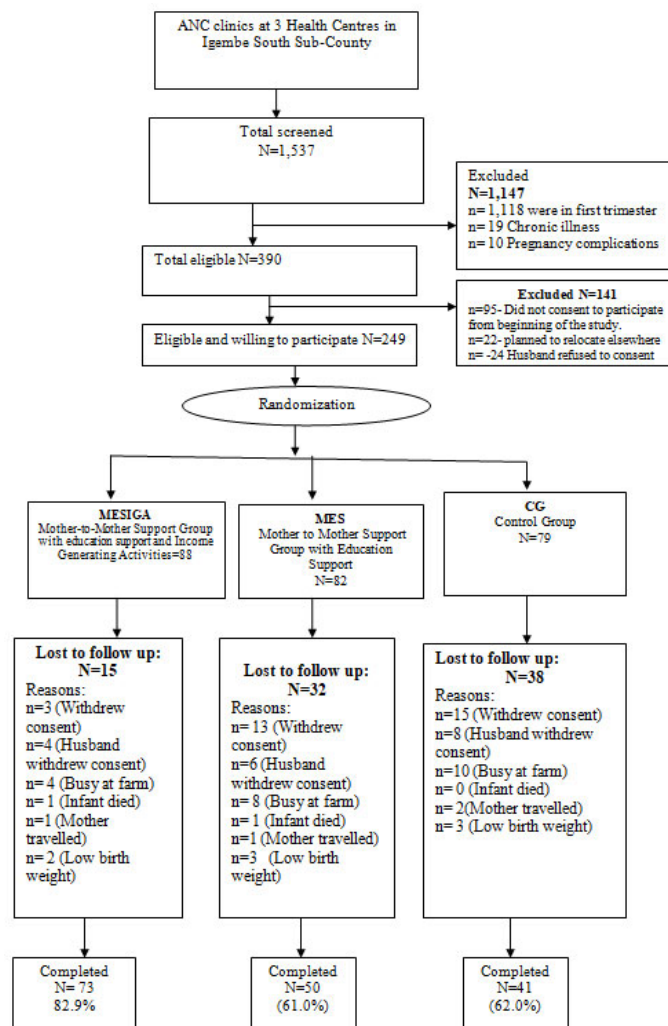 ANC clinics at 3 Health Centres in
Igembe South Sub-County
Total screened
N=1,537
Excluded
N=1,147
n= 1,118 were in first trimester
n= 19 Chronic illness
n= 10 Pregnancy complications
Total eligible N=390
Excluded N=141
n=95- Did not consent to participate
from beginning of the study.
n=22- planned to relocate elsewhere
n= -24 Husband refused to consent
Eligible and willing to participate N=249
Randomization
MESIGA
Mother-to-Mother Support Group
with education support and Income
Generating Activities=88
MES
Mother to Mother Support
Group with Education
Support
N=82
CG
Control Group
N=79
Lost to follow up:
N=15
Reasons:
n=3 (Withdrew
consent)
n=4 (Husband
withdrew consent)
n= 4 (Busy at farm)
n= 1 (Infant died)
n=1 (Mother
travelled)
n= 2 (Low birth
weight)
Lost to follow up:
N=32
Reasons:
n= 13 (Withdrew
consent)
n=6 (Husband
withdrew consent)
n= 8 (Busy at farm)
n= 1 (Infant died)
n=1 (Mother travelled)
n=3 (Low birth
weight)
Lost to follow up:
N=38
Reasons:
n=15 (Withdrew consent)
n=8 (Husband withdrew
consent)
n=10 (Busy at farm)
n= 0 (Infant died)
n= 2(Mother travelled)
n= 3 (Low birth weight)
Completed
N= 73
82.9%
Completed
N=50
(61.0%)
Completed
N=41
(62.0%)